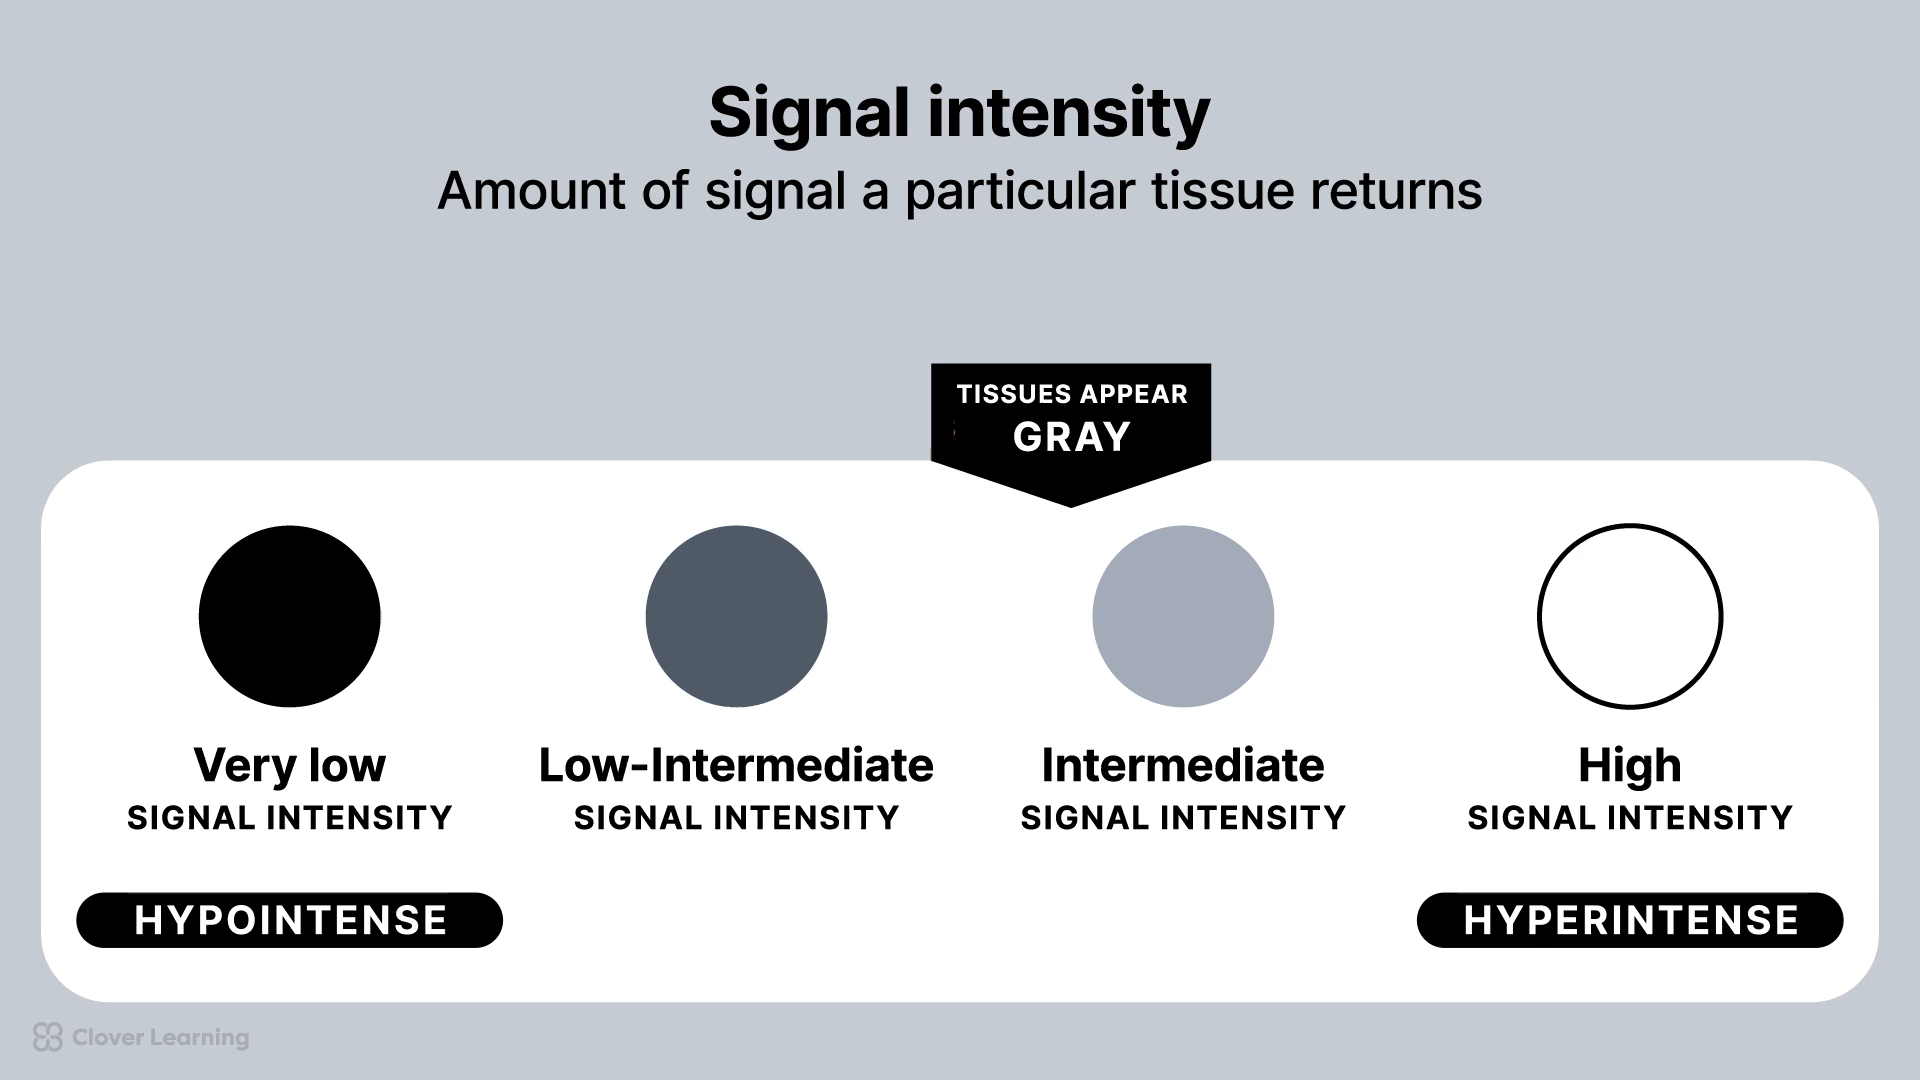 Signal intensity
Amount of signal a particular tissue returns
TISSUES APPEAR
GRAY
Very low
SIGNAL INTENSITY
HYPOINTENSE
Low-Intermediate
SIGNAL INTENSITY
Intermediate
SIGNAL INTENSITY
High
SIGNAL INTENSITY
HYPERINTENSE
Clover Learning